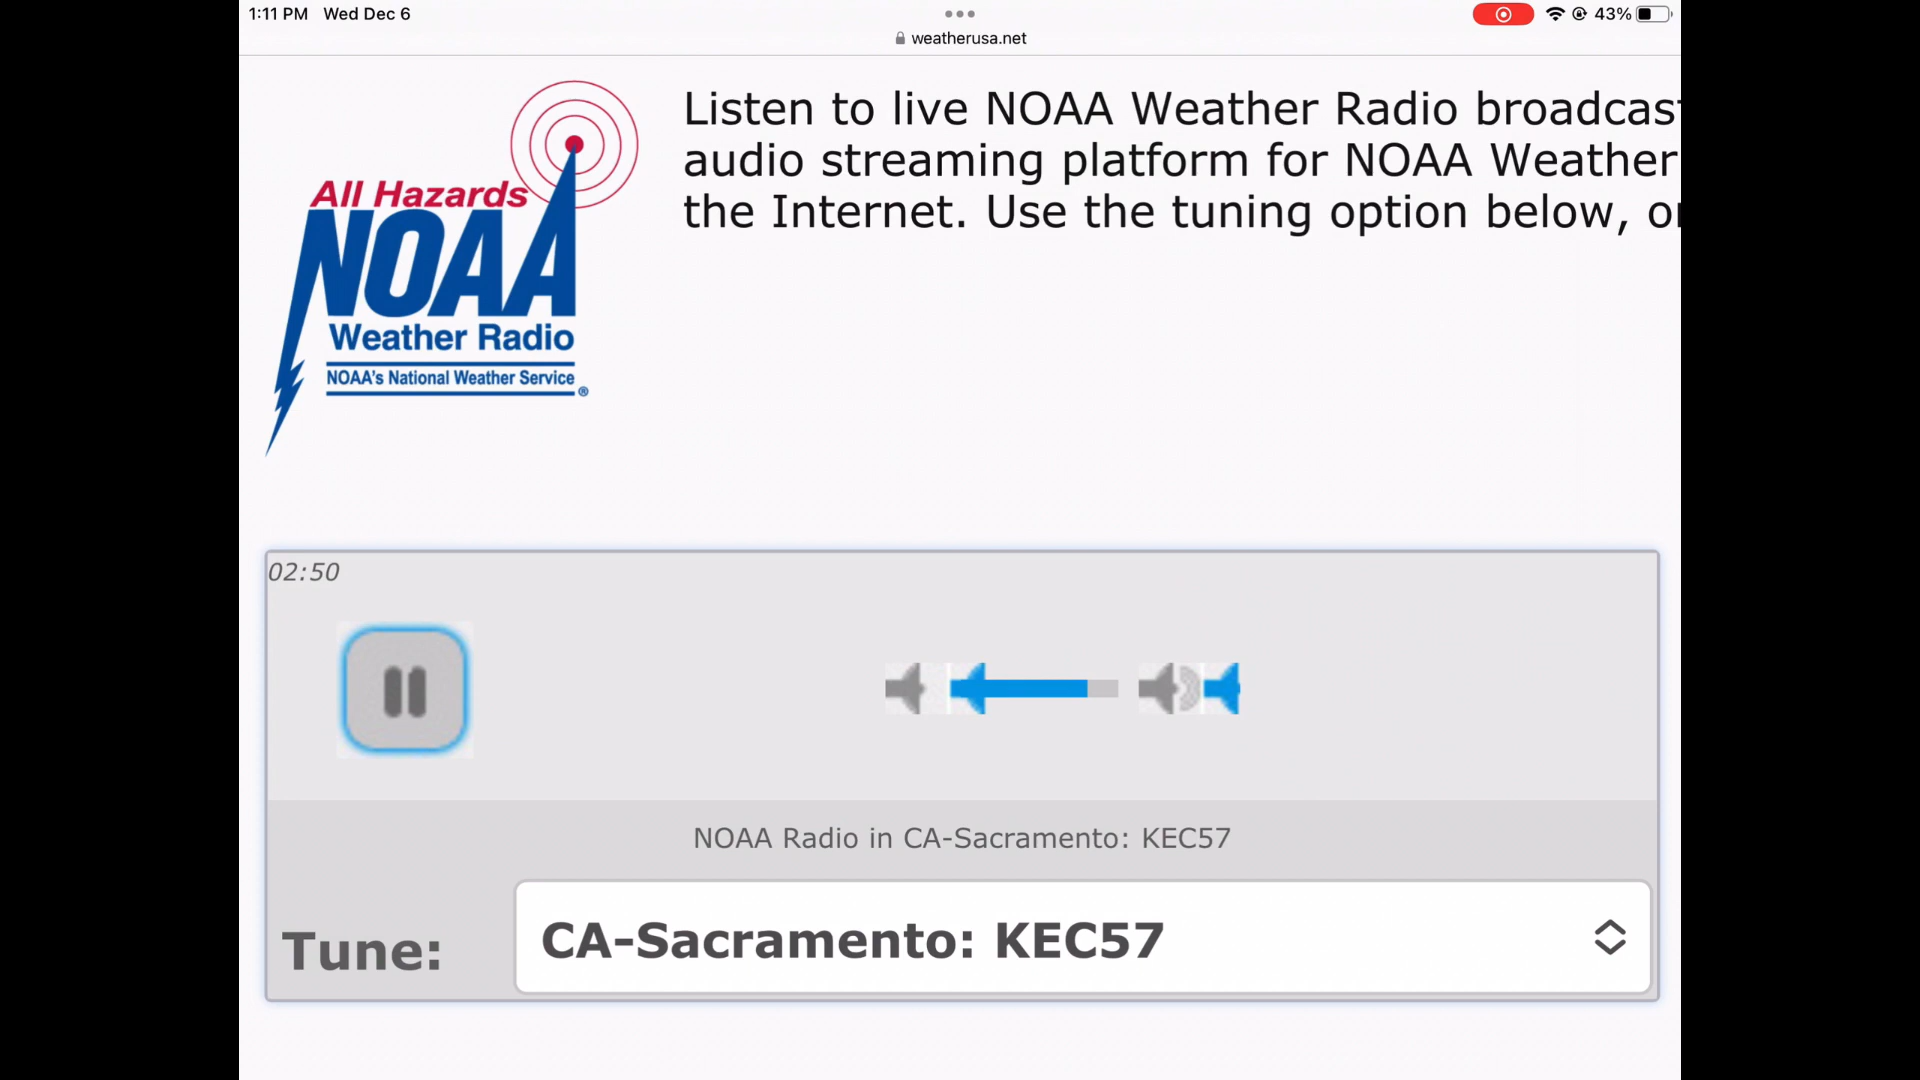 1:11 PM Wed Dec 6
43%
weatherusa.net
All Hazards
NOAA
Weather Radio
NOAA's National Weather Service
®
Listen to live NOAA Weather Radio broadcas
audio streaming platform for NOAA Weather
the Internet. Use the tuning option below, or
02:50
NOAA Radio in CA-Sacramento: KEC57
Tune:
CA-Sacramento: KEC57